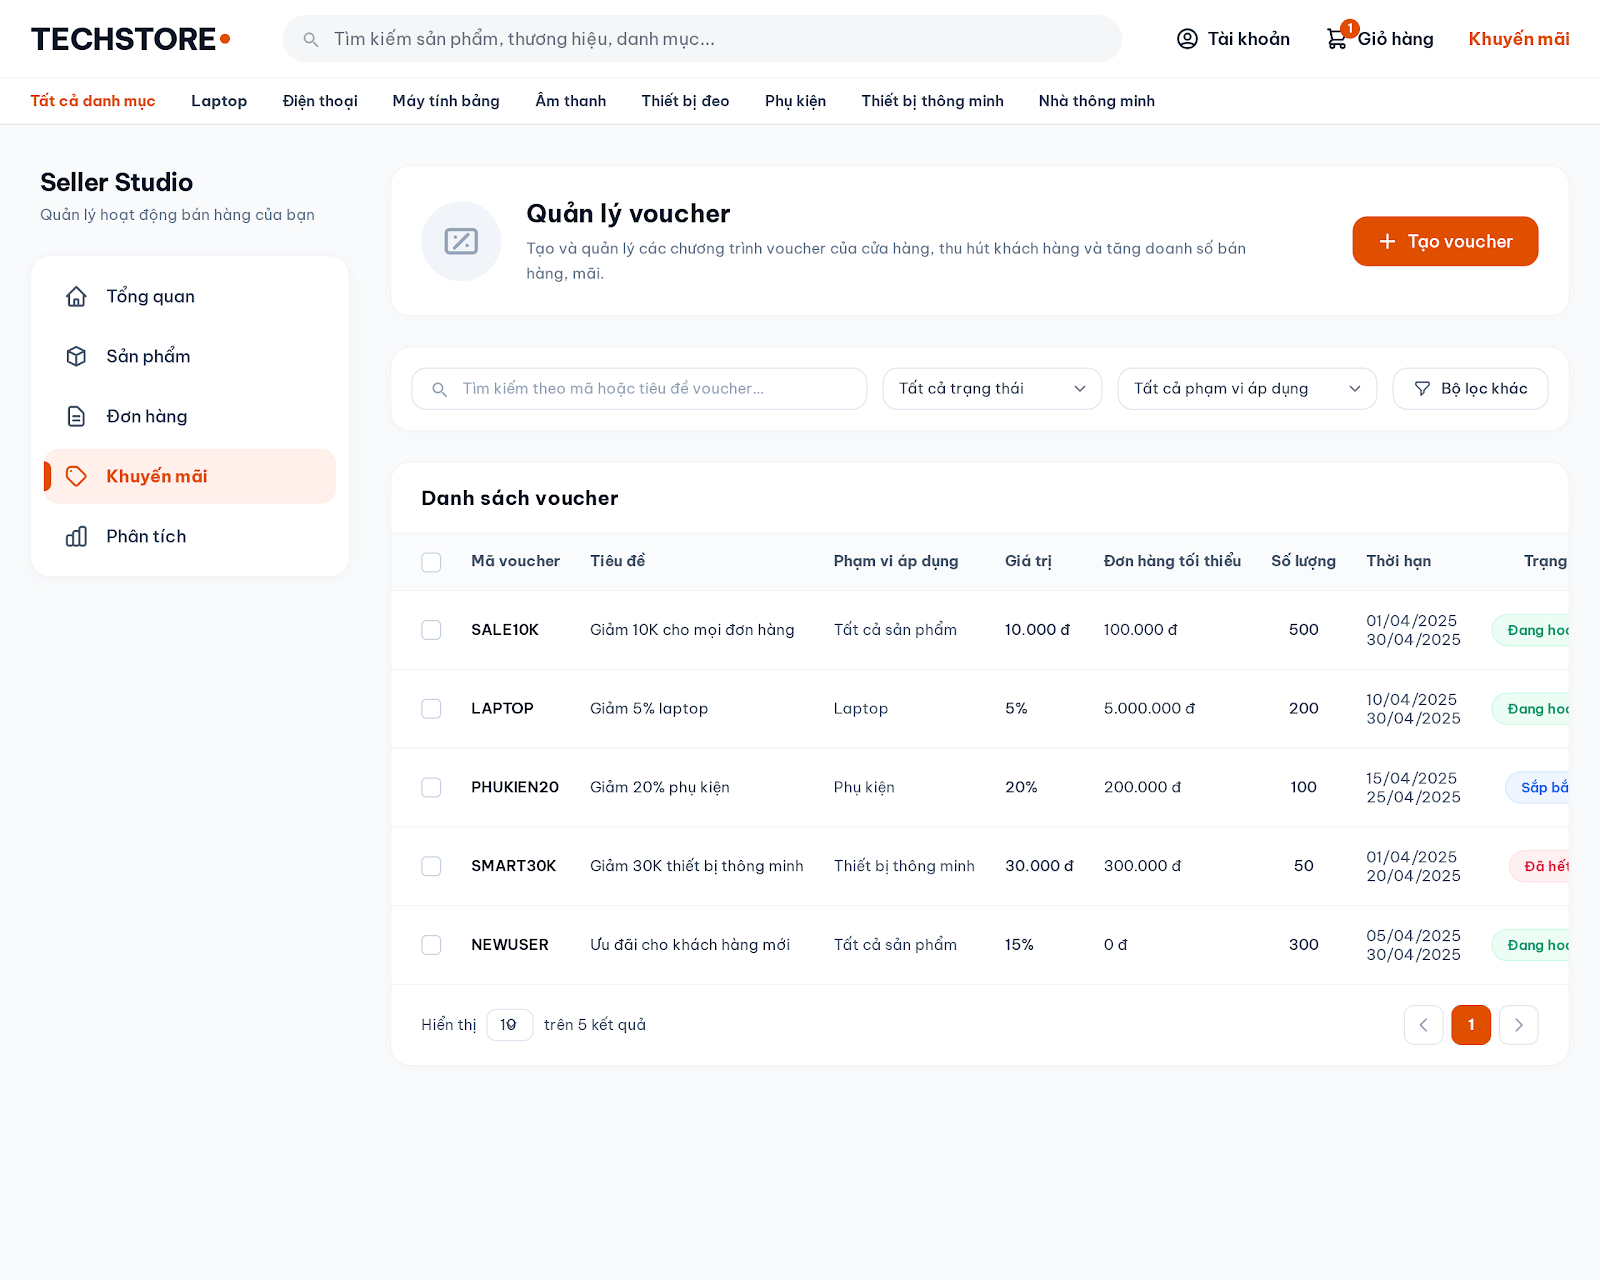 TECHSTORE
Tìm kiếm sản phẩm, thương hiệu, danh mục...
Tài khoản
1
Giỏ hàng
Khuyến mãi
Tất cả danh mục
Laptop
Điện thoại
Máy tính bảng
Âm thanh
Thiết bị đeo
Phụ kiện
Thiết bị thông minh
Nhà thông minh
Seller Studio
Quản lý hoạt động bán hàng của bạn
Tổng quan
Sản phẩm
Đơn hàng
Khuyến mãi
Phân tích
Quản lý voucher
Tạo và quản lý các chương trình voucher của cửa hàng, thu hút khách hàng và tăng doanh số bán
hàng, mãi.
Tạo voucher
Tìm kiếm theo mã hoặc tiêu đề voucher...
Tất cả trạng thái
Tất cả phạm vi áp dụng
Bộ lọc khác
Danh sách voucher
Mã voucher Tiêu đề Phạm vi áp dụng Giá trị Đơn hàng tối thiểu Số lượng Thời hạn Trạng
SALE10K Giảm 10K cho mọi đơn hàng Tất cả sản phẩm 10.000 đ 100.000 đ 500 01/04/2025 Đang
30/04/2025
LAPTOP Giảm 5% laptop Laptop 5% 5.000.000 đ 200 10/04/2025 Đang
30/04/2025
PHUKIEN20 Giảm 20% phụ kiện Phụ kiện 20% 200.000 đ 100 15/04/2025 Sắp
25/04/2025
SMART30K Giảm 30K thiết bị thông minh Thiết bị thông minh 30.000 đ 300.000 đ 50 01/04/2025 Đã hết
20/04/2025
NEWUSER Ưu đãi cho khách hàng mới Tất cả sản phẩm 15% 0 đ 300 05/04/2025 Đang
30/04/2025
Hiển thị 10 trên 5 kết quả
1